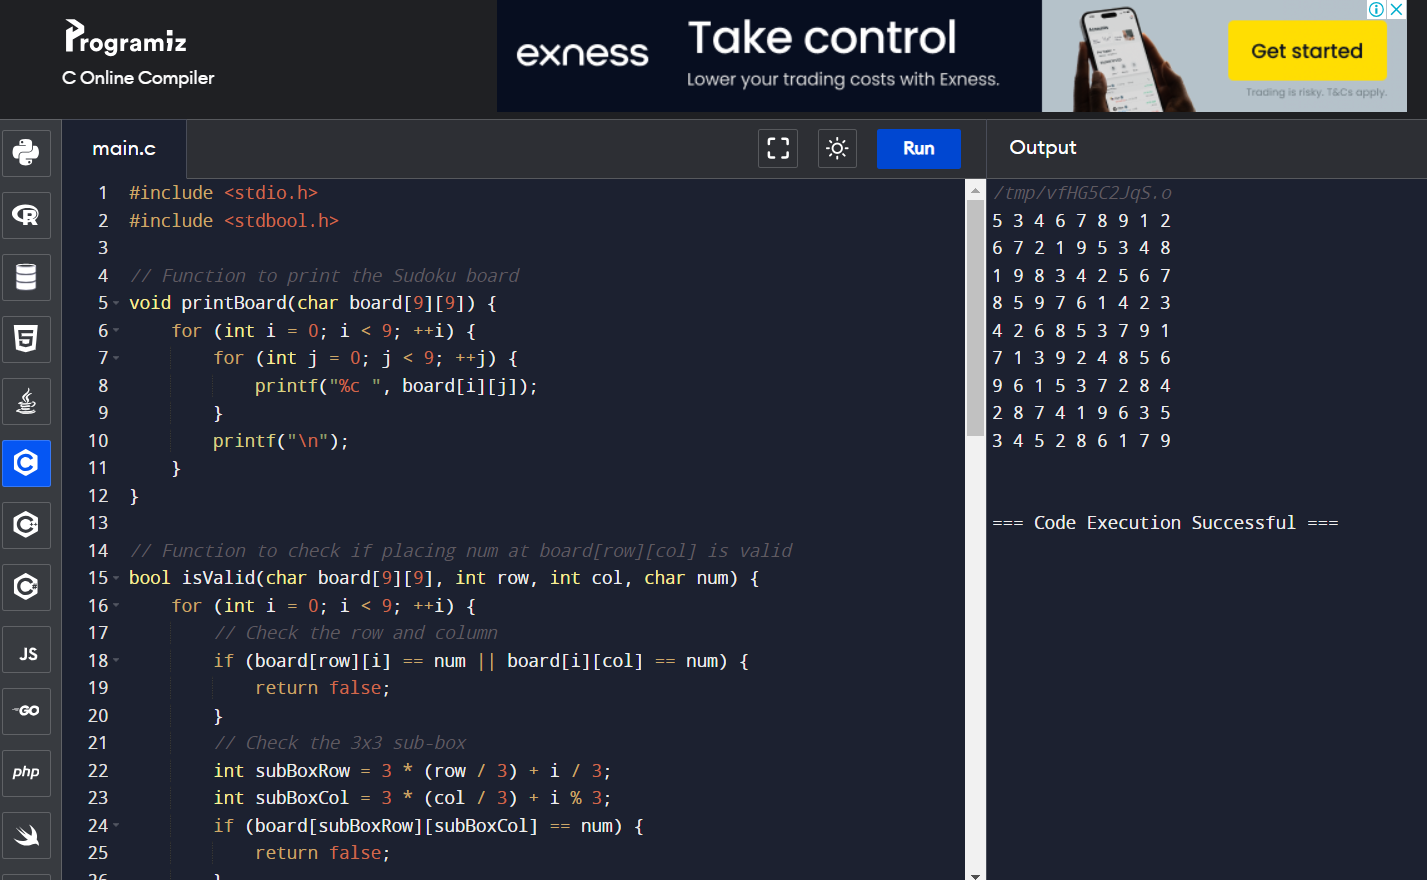 Programiz
C Online Compiler
exness
Take control
Lower your trading costs with Exness.
Get started
Trading is risky. T&Cs apply.
main.c
Run
Output
1 #include <stdio.h>
2 #include <stdbool.h>
3
4 // Function to print the Sudoku board
5 void printBoard(char board[9][9]) {
6 for (int i = 0; i < 9; ++i) {
7 for (int j = 0; j < 9; ++j) {
8 printf("%c ", board[i][j]);
9 }
10 printf("\n");
11 }
12 }
13
14 // Function to check if placing num at board[row][col] is valid
15 bool isValid(char board[9][9], int row, int col, char num) {
16 for (int i = 0; i < 9; ++i) {
17 // Check the row and column
18 if (board[row][i] == num || board[i][col] == num) {
19 return false;
20 }
21 // Check the 3x3 sub-box
22 int subBoxRow = 3 * (row / 3) + i / 3;
23 int subBoxCol = 3 * (col / 3) + i % 3;
24 if (board[subBoxRow][subBoxCol] == num) {
25 return false;
26 }
/tmp/vfHG5C2JqS.o
5 3 4 6 7 8 9 1 2
6 7 2 1 9 5 3 4 8
1 9 8 3 4 2 5 6 7
8 5 9 7 6 1 4 2 3
4 2 6 8 5 3 7 9 1
7 1 3 9 2 4 8 5 6
9 6 1 5 3 7 2 8 4
2 8 7 4 1 9 6 3 5
3 4 5 2 8 6 1 7 9
=== Code Execution Successful ===
R
5
C
C++
C#
JS
GO
php